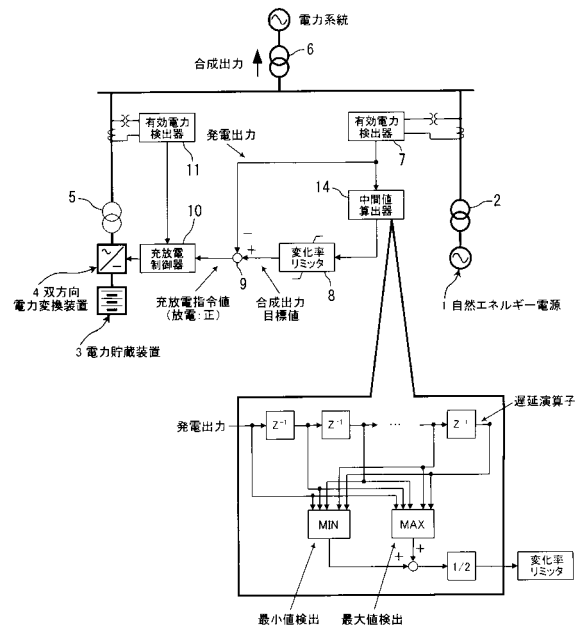 電力系統
6
合成出力
有効電力
検出器
11
発電出力
有効電力
検出器
7
14
中間値
算出器
5
10
2
充放電
制御器
−
+
9
変化率
リミッタ
8
4 双方向
電力変換装置
充放電指令値
(放電:正)
合成出力
目標値
1 自然エネルギー電源
3 電力貯蔵装置
遅延演算子
発電出力
Z⁻¹
Z⁻¹
…
Z⁻¹
MIN
MAX
+
+
1/2
変化率
リミッタ
最小値検出
最大値検出